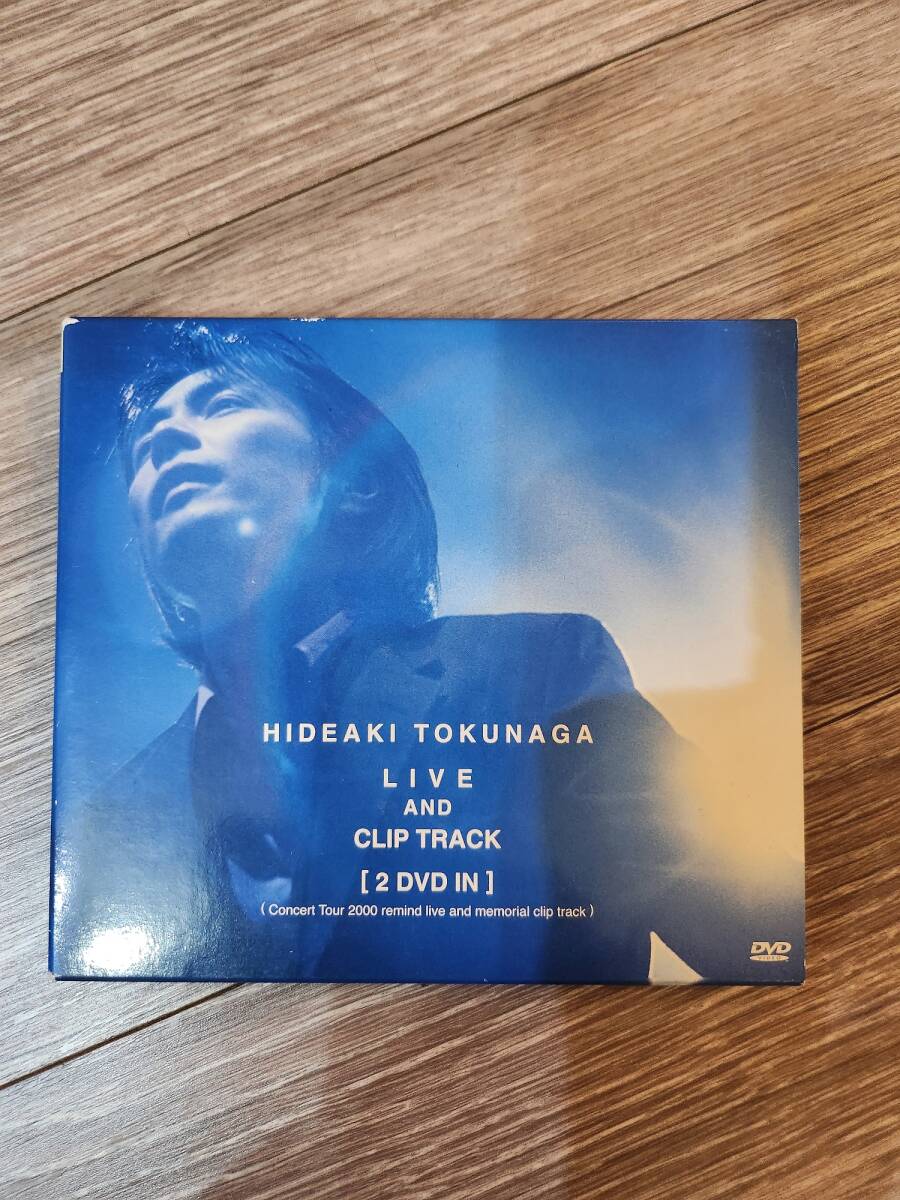 HIDEAKI TOKUNAGA
LIVE
AND
CLIP TRACK
[ 2 DVD IN ]
( Concert Tour 2000 remind live and memorial clip track )
DVD
VIDEO